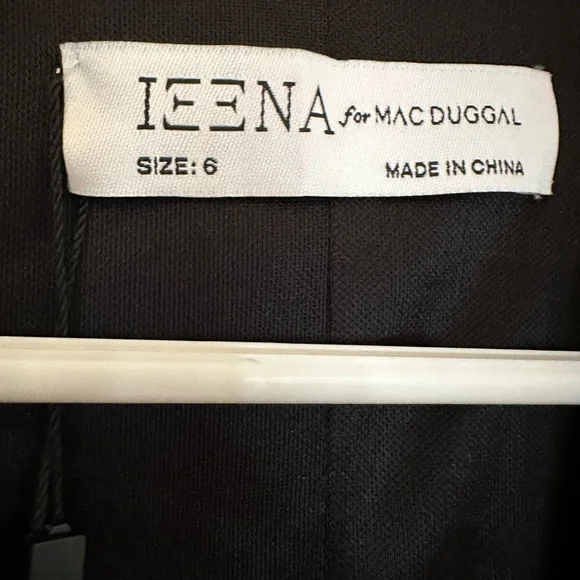 IEENA for MAC DUGGAL
SIZE: 6 MADE IN CHINA